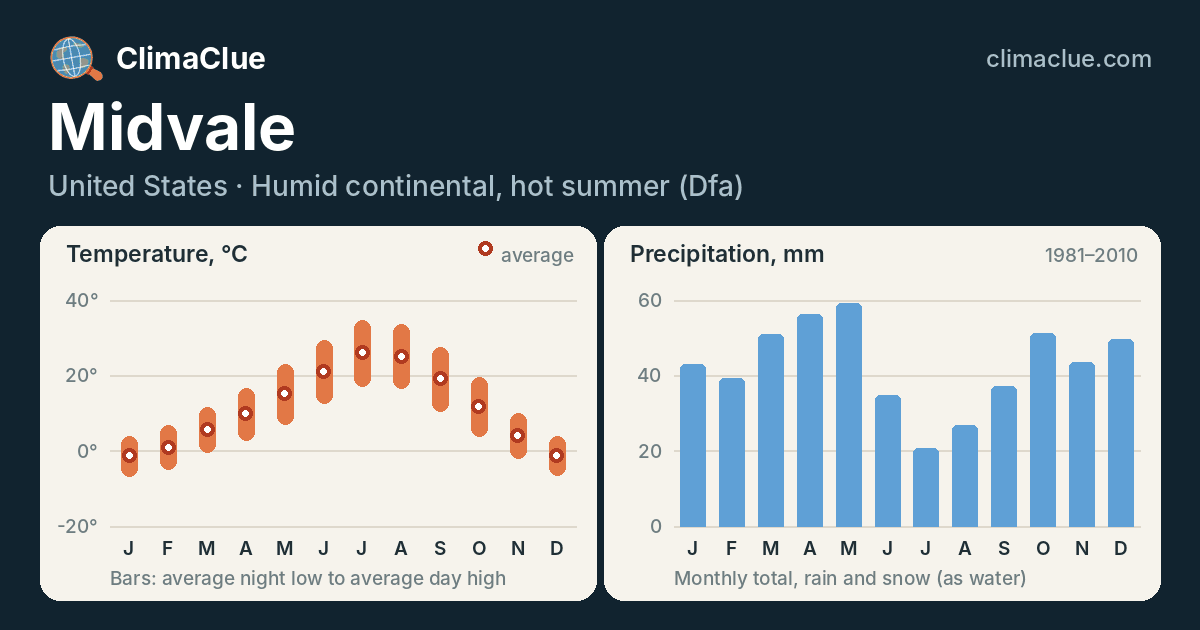 ClimaClue
climaclue.com
Midvale
United States · Humid continental, hot summer (Dfa)
Temperature, °C
average
40°
20°
0°
-20°
J F M A M J J A S O N D
Bars: average night low to average day high
Precipitation, mm
1981–2010
60
40
20
0
J F M A M J J A S O N D
Monthly total, rain and snow (as water)